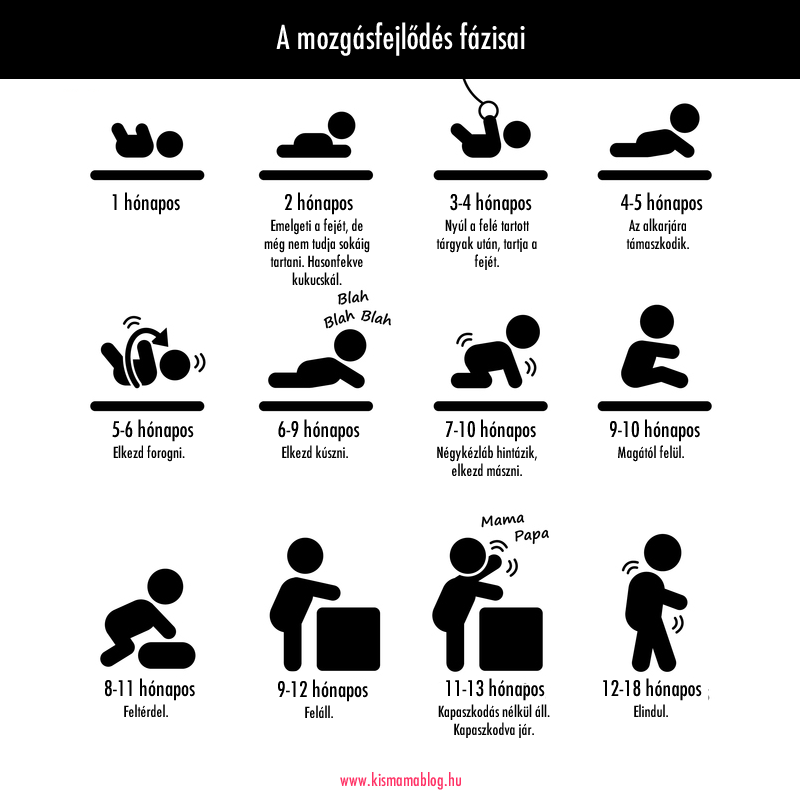 A mozgásfejlődés fázisai
1 hónapos
2 hónapos
Emelgeti a fejét, de
még nem tudja sokáig
tartani. Hasonfekve
kukucskál.
3-4 hónapos
Nyúl a felé tartott
tárgyak után, tartja a
fejét.
4-5 hónapos
Az alkarjára
támaszkodik.
5-6 hónapos
Elkezd forogni.
Blah
Blah Blah
6-9 hónapos
Elkezd kúszni.
7-10 hónapos
Négykézláb hintázik,
elkezd mászni.
9-10 hónapos
Magától felül.
8-11 hónapos
Feltérdel.
9-12 hónapos
Feláll.
Mama
Papa
11-13 hónapos
Kapaszkodás nélkül áll.
Kapaszkodva jár.
12-18 hónapos
Elindul.
www.kismamablog.hu